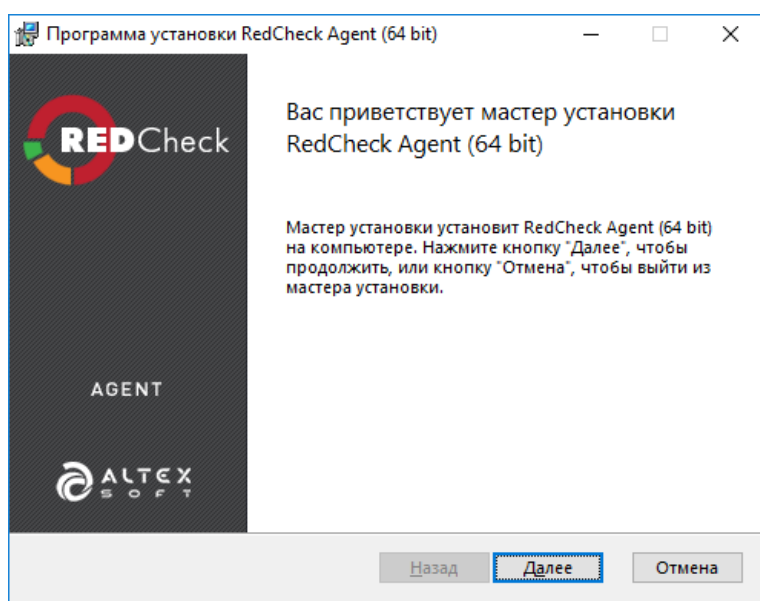 Программа установки RedCheck Agent (64 bit)
REDCheck
AGENT
ALTEX
SOFT
Вас приветствует мастер установки
RedCheck Agent (64 bit)
Мастер установки установит RedCheck Agent (64 bit)
на компьютере. Нажмите кнопку "Далее", чтобы
продолжить, или кнопку "Отмена", чтобы выйти из
мастера установки.
Назад
Далее
Отмена